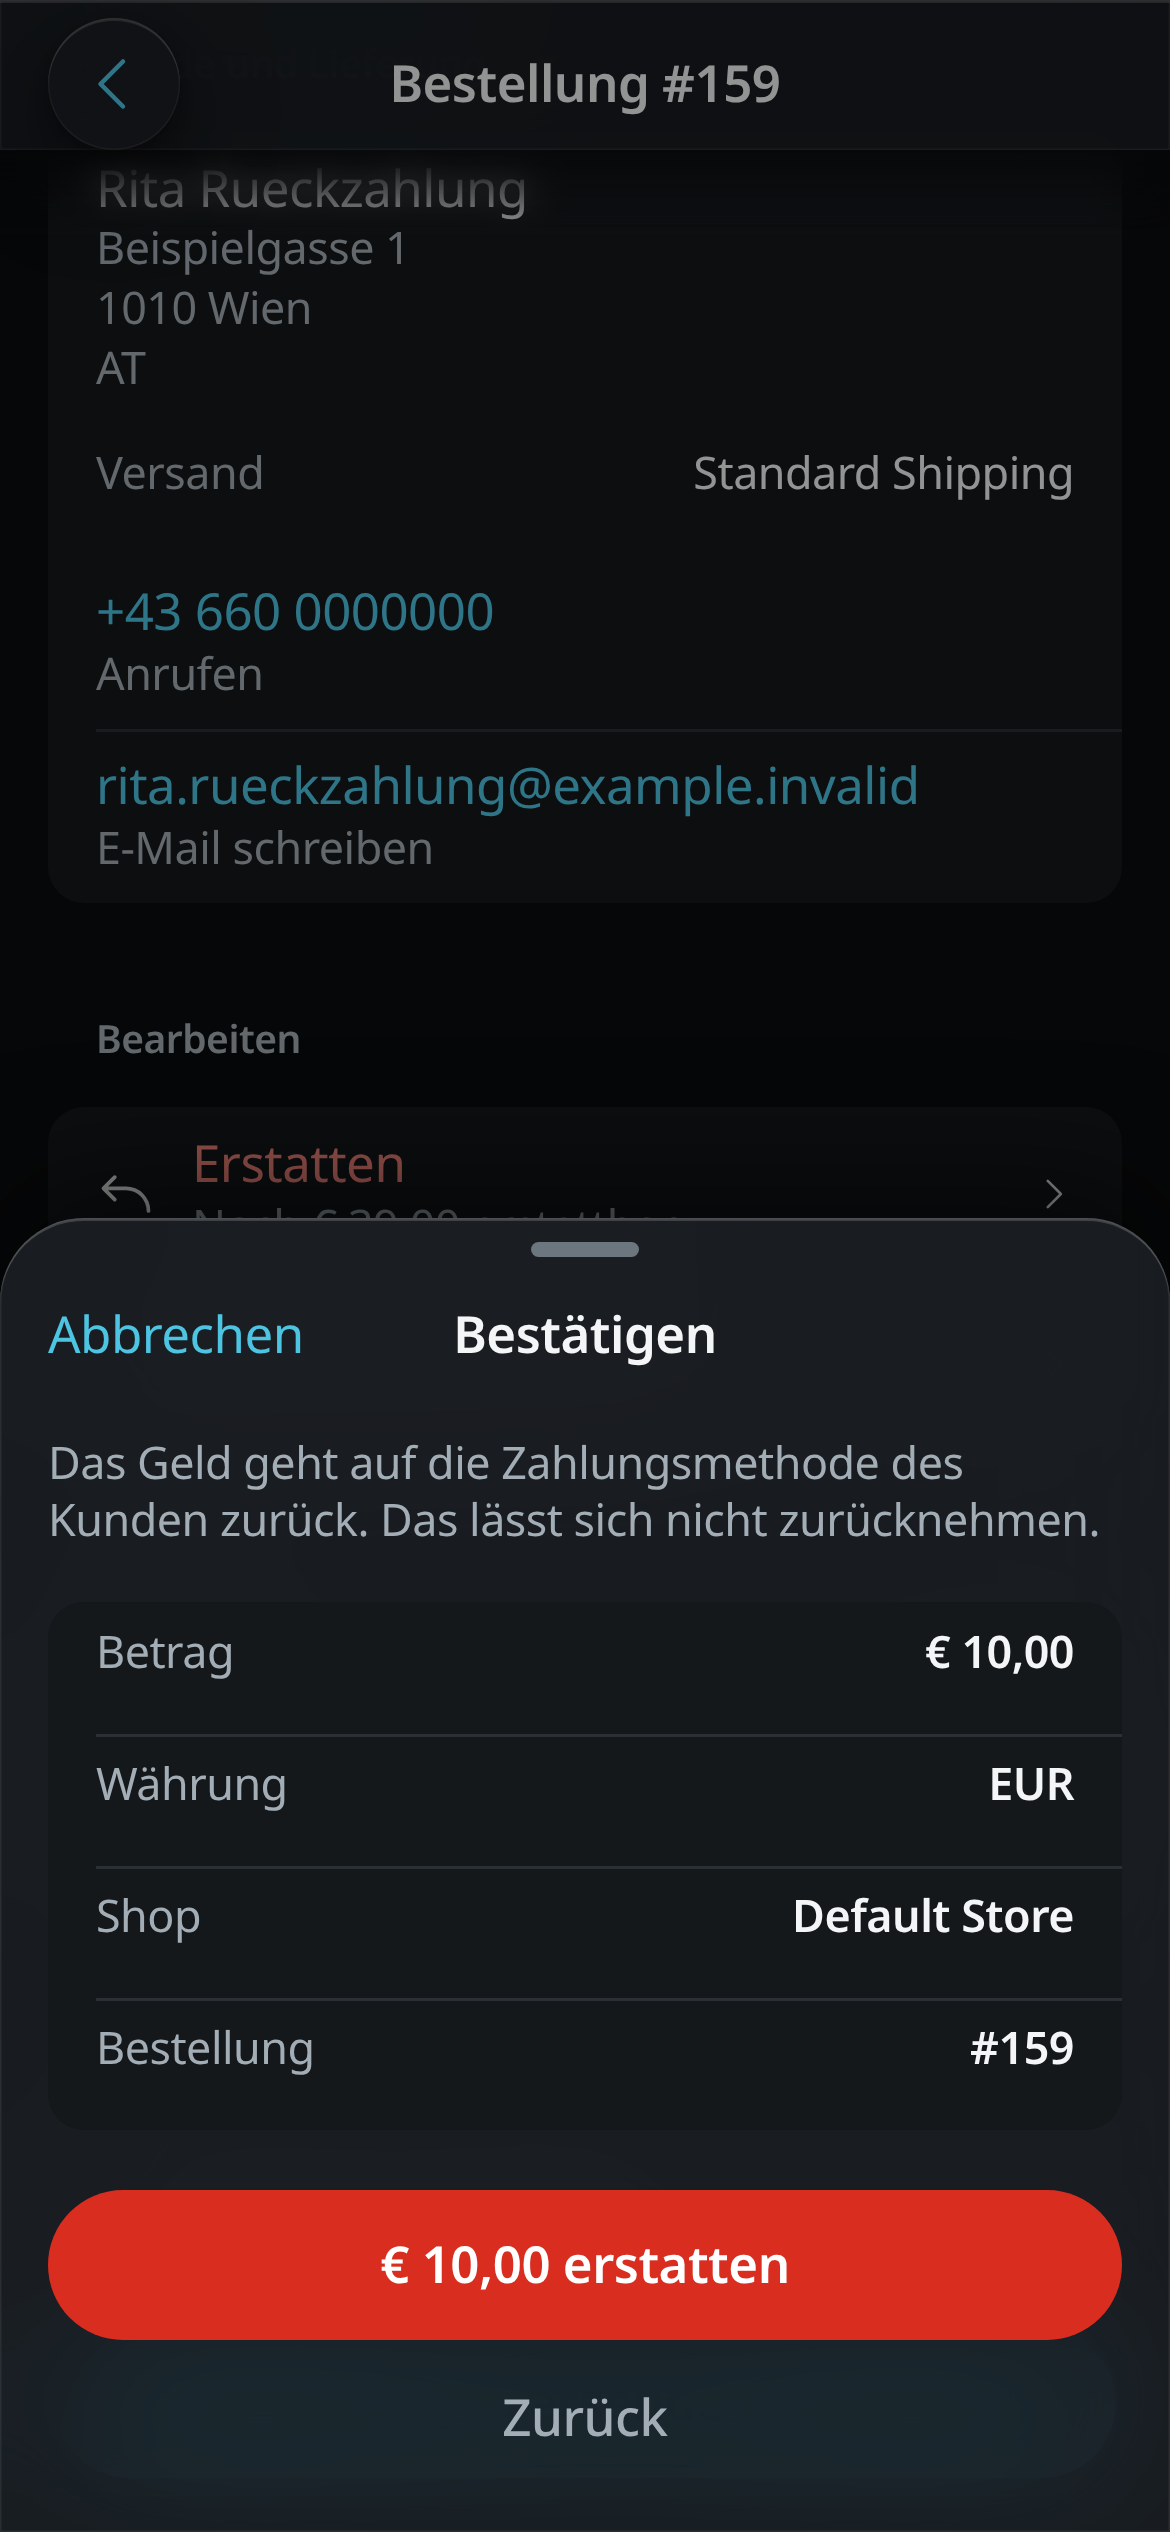 Bestellung #159
Rita Rueckzahlung
Beispielgasse 1
1010 Wien
AT
Versand
Standard Shipping
+43 660 0000000
Anrufen
rita.rueckzahlung@example.invalid
E-Mail schreiben
Bearbeiten
Erstatten
Abbrechen
Bestätigen
Das Geld geht auf die Zahlungsmethode des
Kunden zurück. Das lässt sich nicht zurücknehmen.
Betrag
€ 10,00
Währung
EUR
Shop
Default Store
Bestellung
#159
€ 10,00 erstatten
Zurück